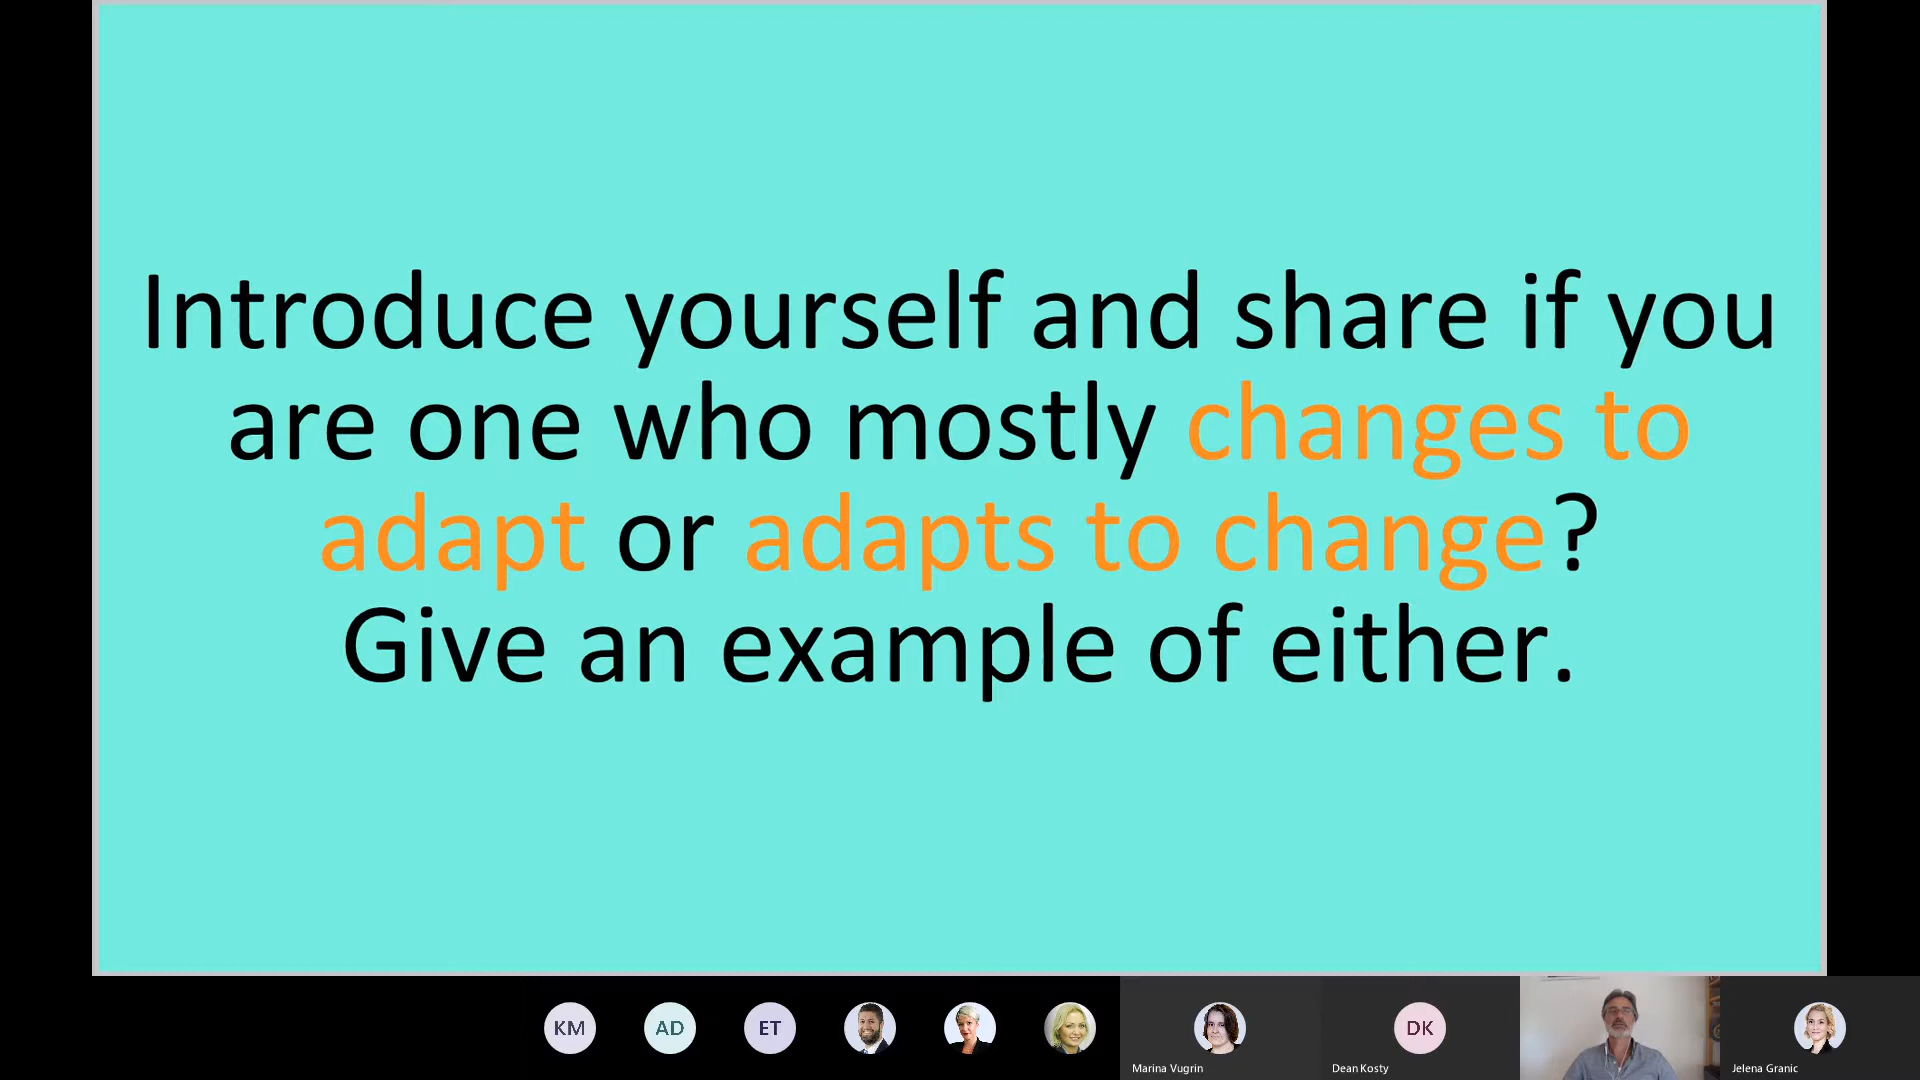 Introduce yourself and share if you
are one who mostly changes to
adapt or adapts to change?
Give an example of either.
KM
AD
ET
DK
Marina Vugrin
Dean Kosty
Jelena Granic